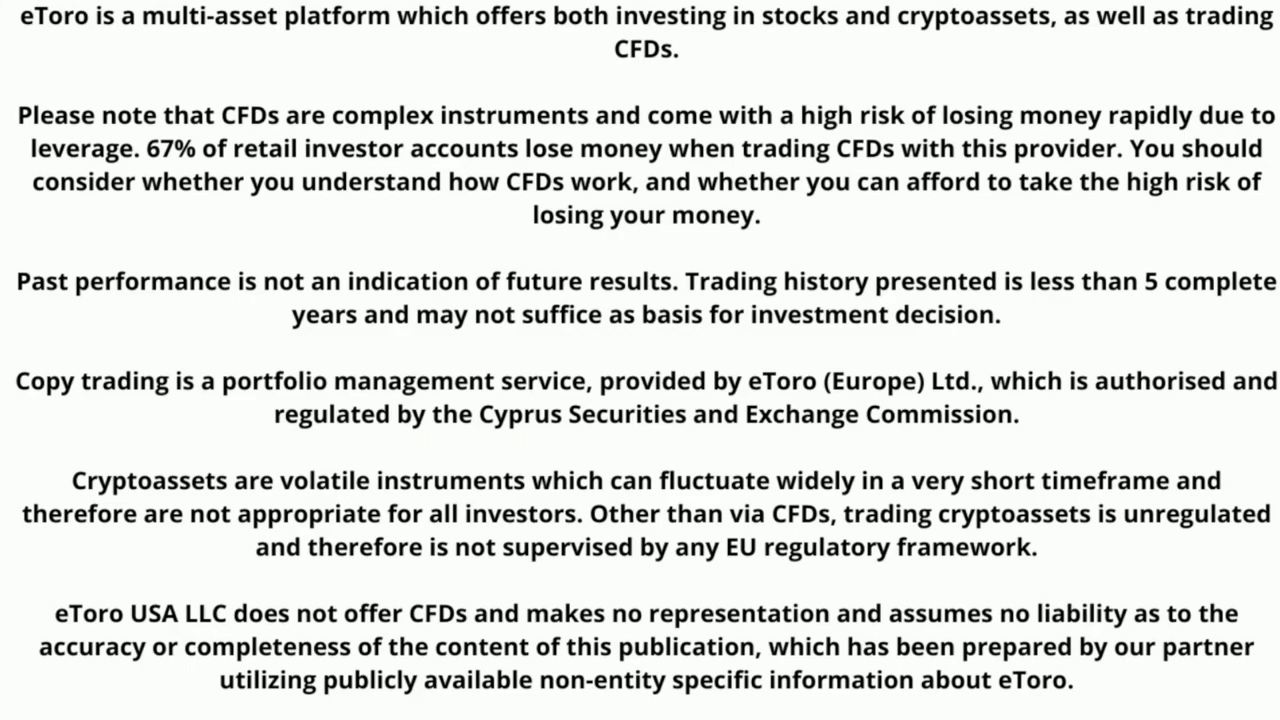 eToro is a multi-asset platform which offers both investing in stocks and cryptoassets, as well as trading
CFDs.
Please note that CFDs are complex instruments and come with a high risk of losing money rapidly due to
leverage. 67% of retail investor accounts lose money when trading CFDs with this provider. You should
consider whether you understand how CFDs work, and whether you can afford to take the high risk of
losing your money.
Past performance is not an indication of future results. Trading history presented is less than 5 complete
years and may not suffice as basis for investment decision.
Copy trading is a portfolio management service, provided by eToro (Europe) Ltd., which is authorised and
regulated by the Cyprus Securities and Exchange Commission.
Cryptoassets are volatile instruments which can fluctuate widely in a very short timeframe and
therefore are not appropriate for all investors. Other than via CFDs, trading cryptoassets is unregulated
and therefore is not supervised by any EU regulatory framework.
eToro USA LLC does not offer CFDs and makes no representation and assumes no liability as to the
accuracy or completeness of the content of this publication, which has been prepared by our partner
utilizing publicly available non-entity specific information about eToro.